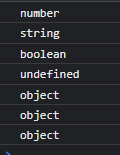 number
string
boolean
undefined
object
object
object